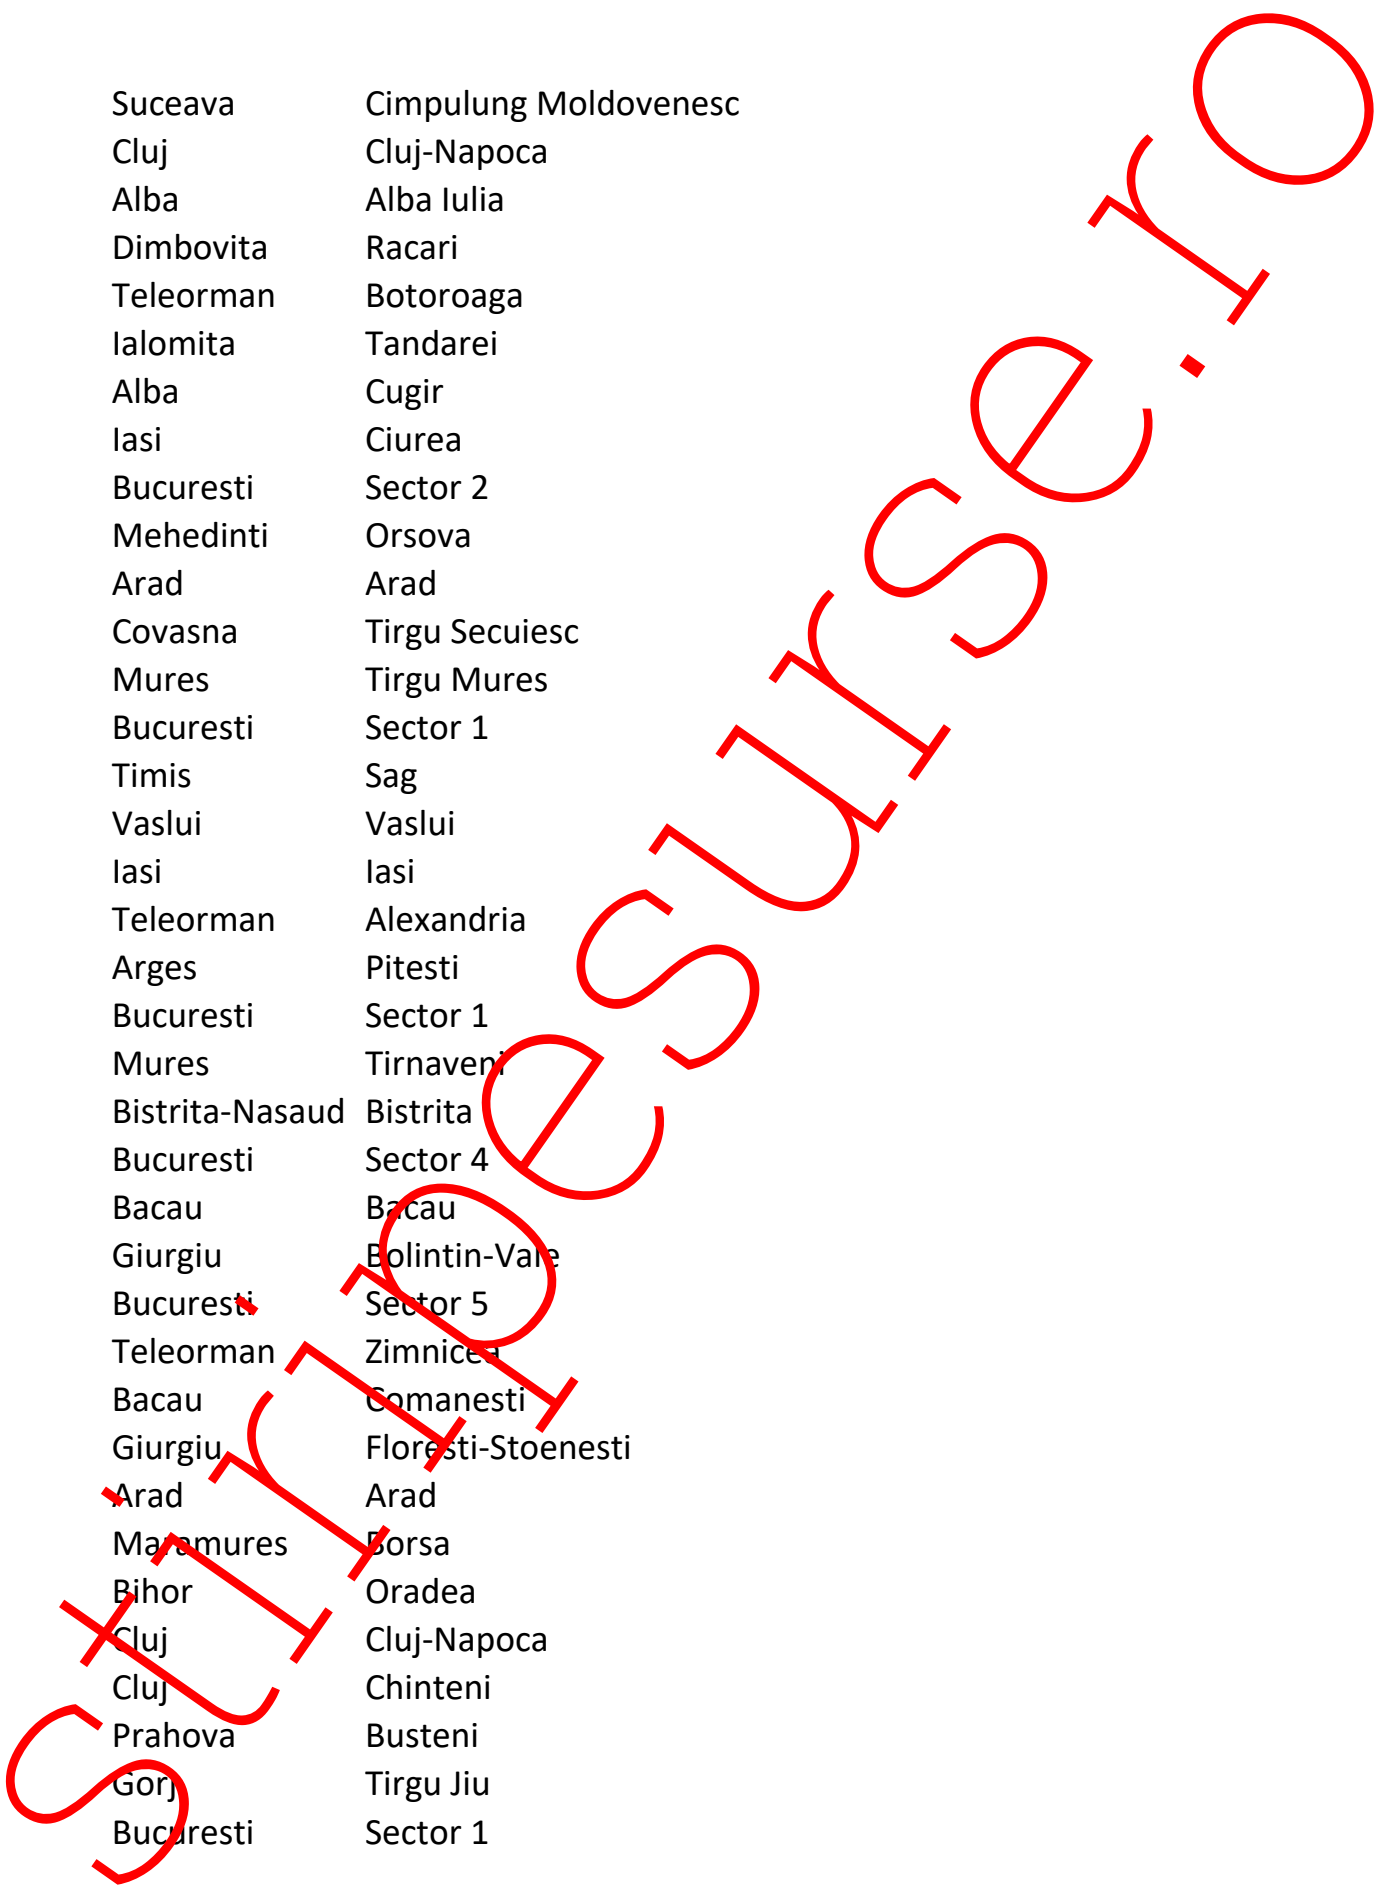 Suceava Cimpulung Moldovenesc
Cluj Cluj-Napoca
Alba Alba Iulia
Dimbovita Racari
Teleorman Botoroaga
Ialomita Tandarei
Alba Cugir
Iasi Ciurea
Bucuresti Sector 2
Mehedinti Orsova
Arad Arad
Covasna Tirgu Secuiesc
Mures Tirgu Mures
Bucuresti Sector 1
Timis Sag
Vaslui Vaslui
Iasi Iasi
Teleorman Alexandria
Arges Pitesti
Bucuresti Sector 1
Mures Tirnaveni
Bistrita-Nasaud Bistrita
Bucuresti Sector 4
Bacau Bacau
Giurgiu Bolintin-Vale
Bucuresti Sector 5
Teleorman Zimnicea
Bacau Comanesti
Giurgiu Floresti-Stoenesti
Arad Arad
Maramures Borsa
Bihor Oradea
Cluj Cluj-Napoca
Cluj Chinteni
Prahova Busteni
Gorj Tirgu Jiu
Bucuresti Sector 1
stiripesurse.ro